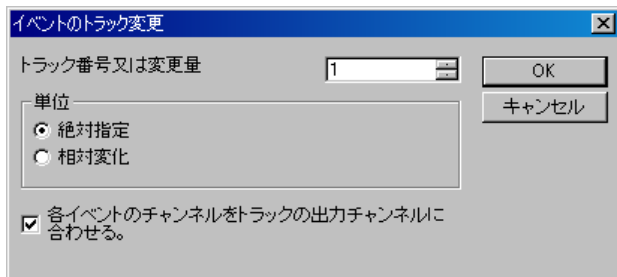 イベントのトラック変更
トラック番号又は変更量
1
OK
キャンセル
単位
絶対指定
相対変化
各イベントのチャンネルをトラックの出力チャンネルに
合わせる。